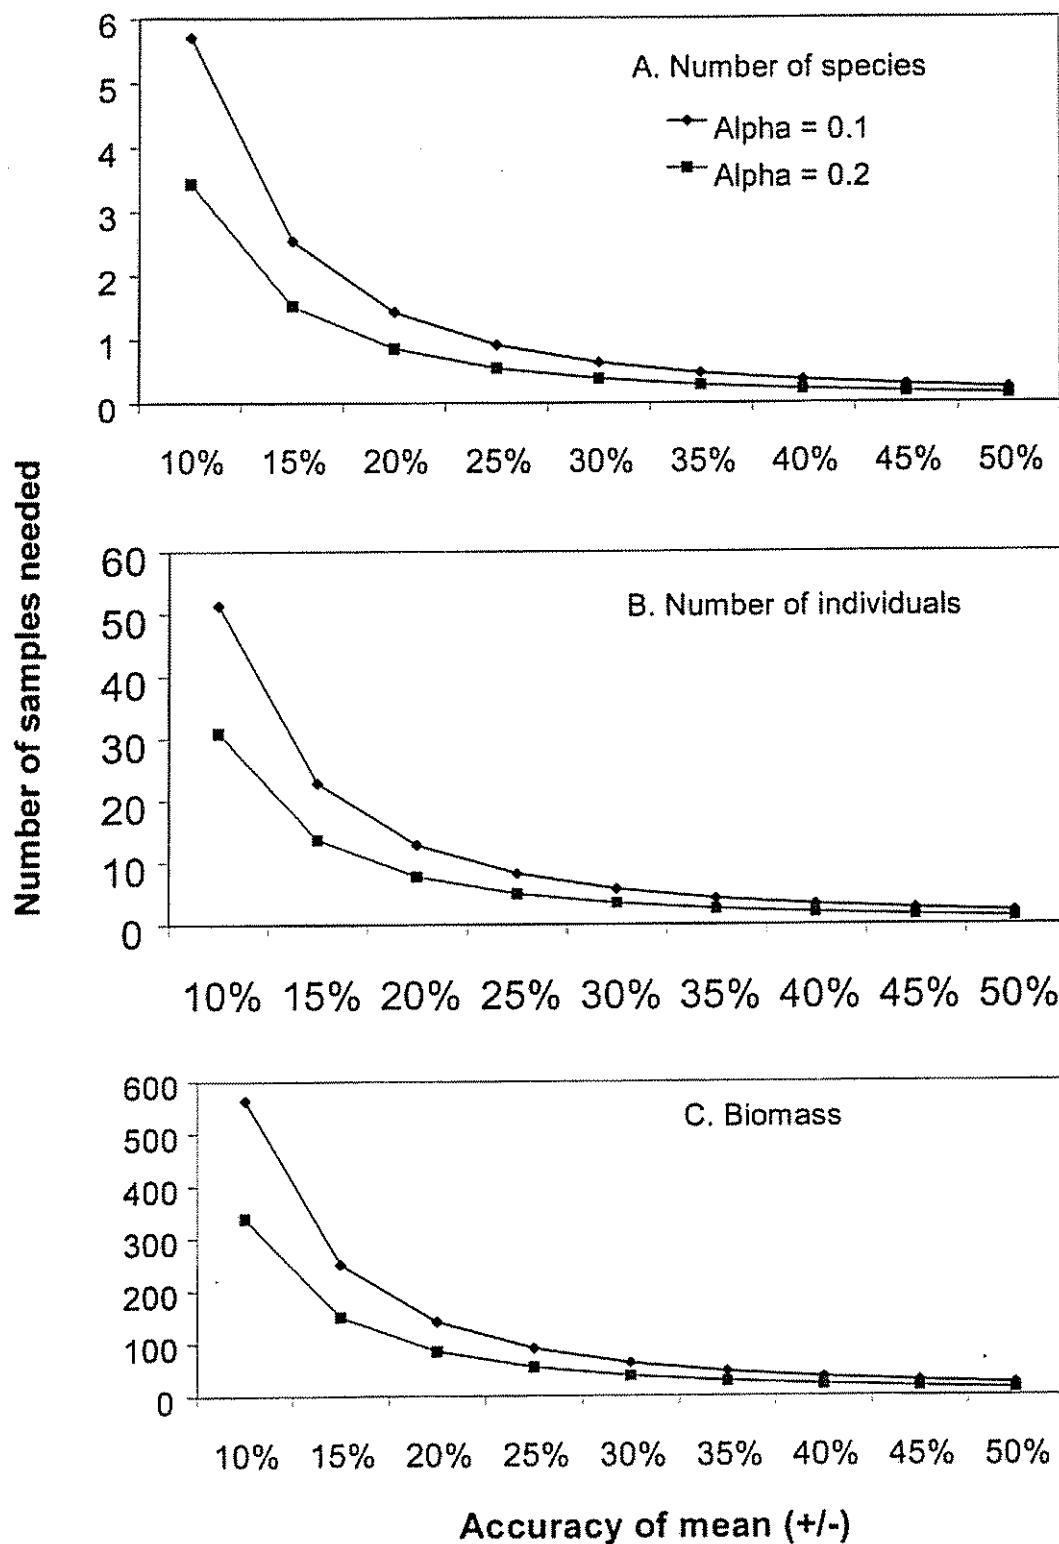 Number of samples needed
6
A. Number of species
5
Alpha = 0.1
4
Alpha = 0.2
3
2
1
0
10% 15% 20% 25% 30% 35% 40% 45% 50%
60
B. Number of individuals
50
40
30
20
10
0
10% 15% 20% 25% 30% 35% 40% 45% 50%
600
C. Biomass
500
400
300
200
100
0
10% 15% 20% 25% 30% 35% 40% 45% 50%
Accuracy of mean (+/-)